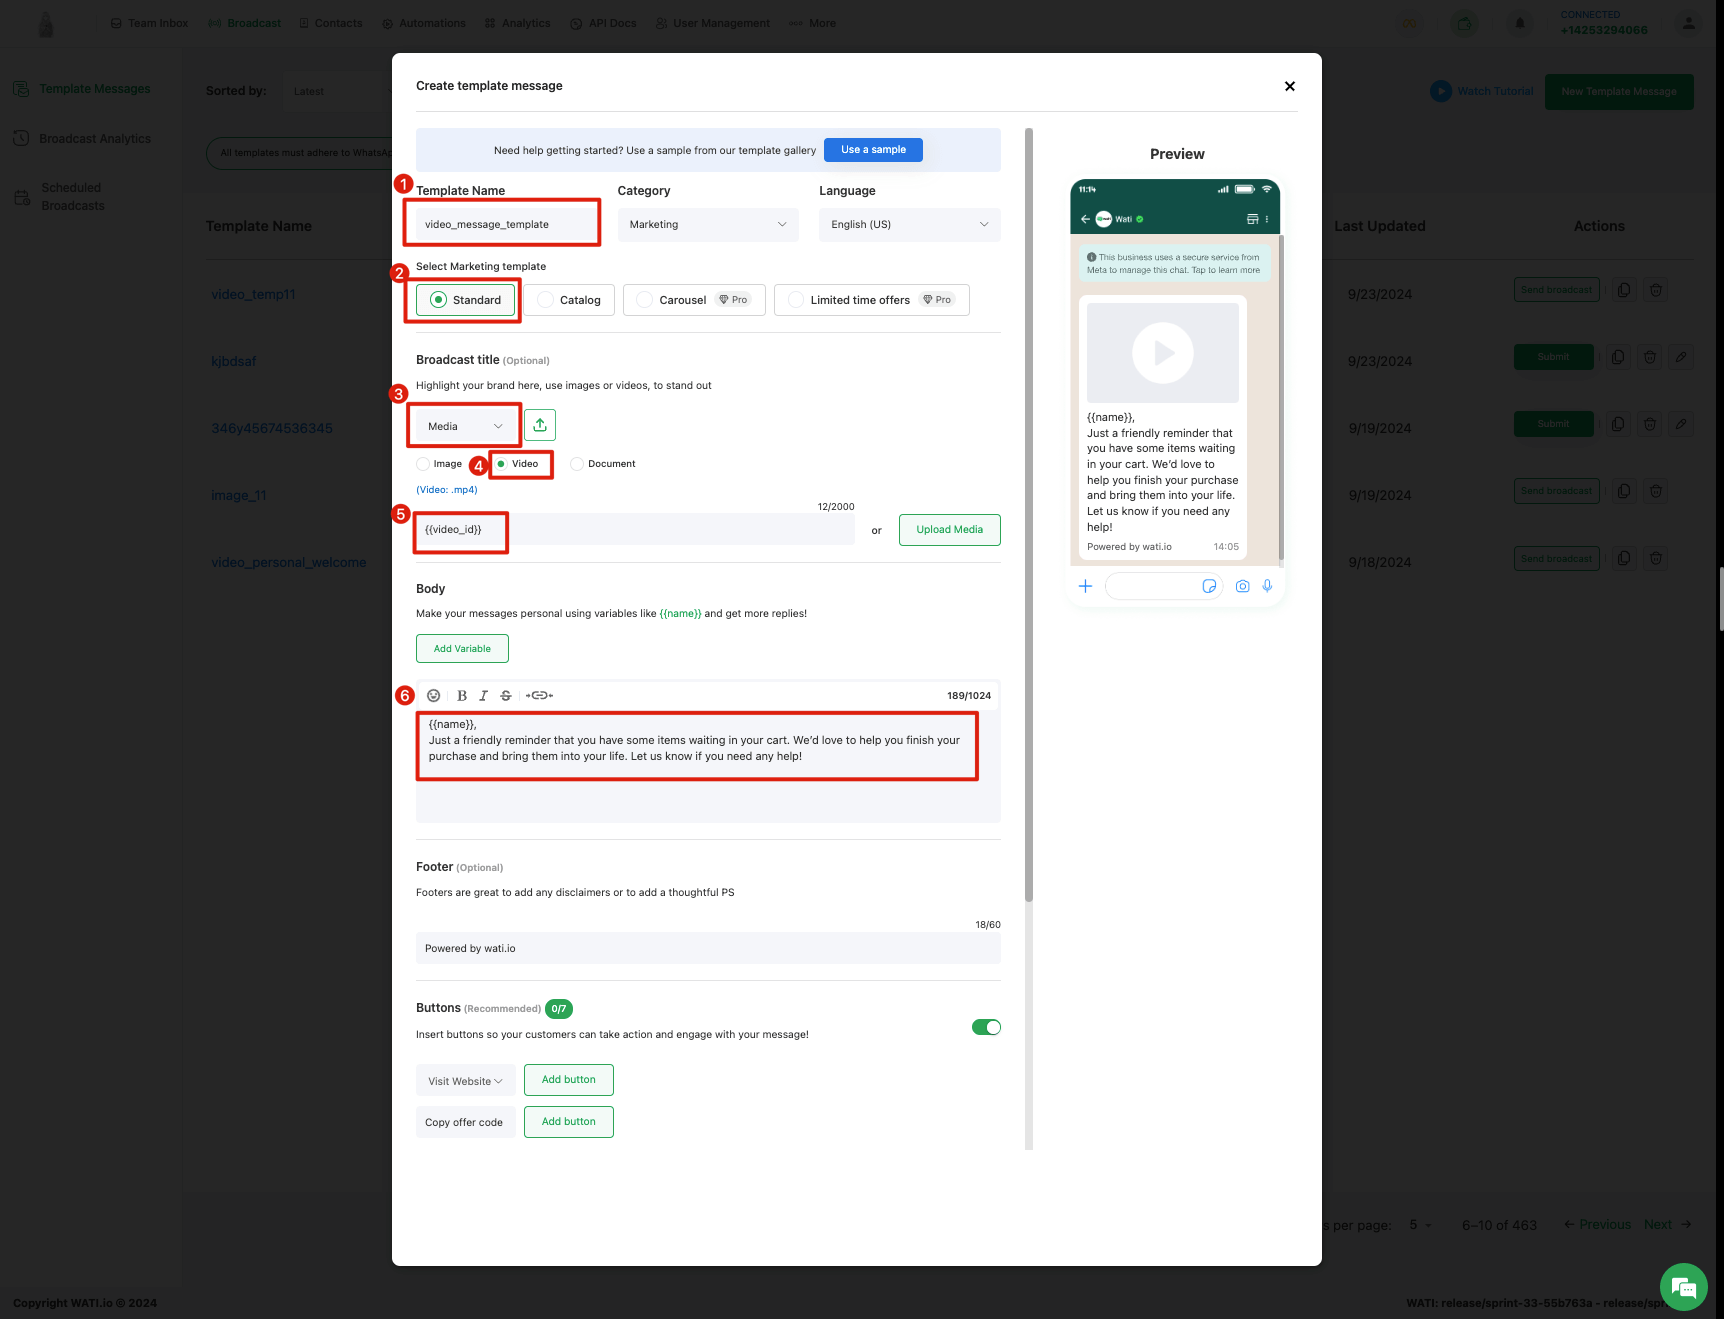 Team Inbox
Broadcast
Contacts
Automations
Analytics
API Docs
User Management
More
CONNECTED
+14253294066
Template Messages
Broadcast Analytics
Scheduled
Broadcasts
Sorted by:
Latest
Watch Tutorial
New Template Message
All templates must adhere to WhatsAp
Template Name
Last Updated
Actions
video_temp11
9/23/2024
Send broadcast
kjbdsaf
9/23/2024
Submit
346y45674536345
9/19/2024
Submit
image_11
9/19/2024
Send broadcast
video_personal_welcome
9/18/2024
Send broadcast
Create template message
Need help getting started? Use a sample from our template gallery
Use a sample
1
Template Name
Category
Language
video_message_template
Marketing
English (US)
2
Select Marketing template
Standard
Catalog
Carousel
Pro
Limited time offers
Pro
Broadcast title (Optional)
Highlight your brand here, use images or videos, to stand out
3
Media
Image
4
Video
Document
(Video: .mp4)
12/2000
5
{{video_id}}
or
Upload Media
Body
Make your messages personal using variables like {{name}} and get more replies!
Add Variable
6
B I S
189/1024
{{name}},
Just a friendly reminder that you have some items waiting in your cart. We'd love to help you finish your
purchase and bring them into your life. Let us know if you need any help!
Footer (Optional)
Footers are great to add any disclaimers or to add a thoughtful PS
18/60
Powered by wati.io
Buttons (Recommended) 0/7
Insert buttons so your customers can take action and engage with your message!
Visit Website
Add button
Copy offer code
Add button
Preview
11:14
Wati
This business uses a secure service from
Meta to manage this chat. Tap to learn more
{{name}},
Just a friendly reminder that
you have some items waiting
in your cart. We'd love to
help you finish your purchase
and bring them into your life.
Let us know if you need any
help!
Powered by wati.io
14:05
s per page:
5
6–10 of 463
Previous
Next
Copyright WATI.io © 2024
WATI: release/sprint-33-55b763a - release/spr